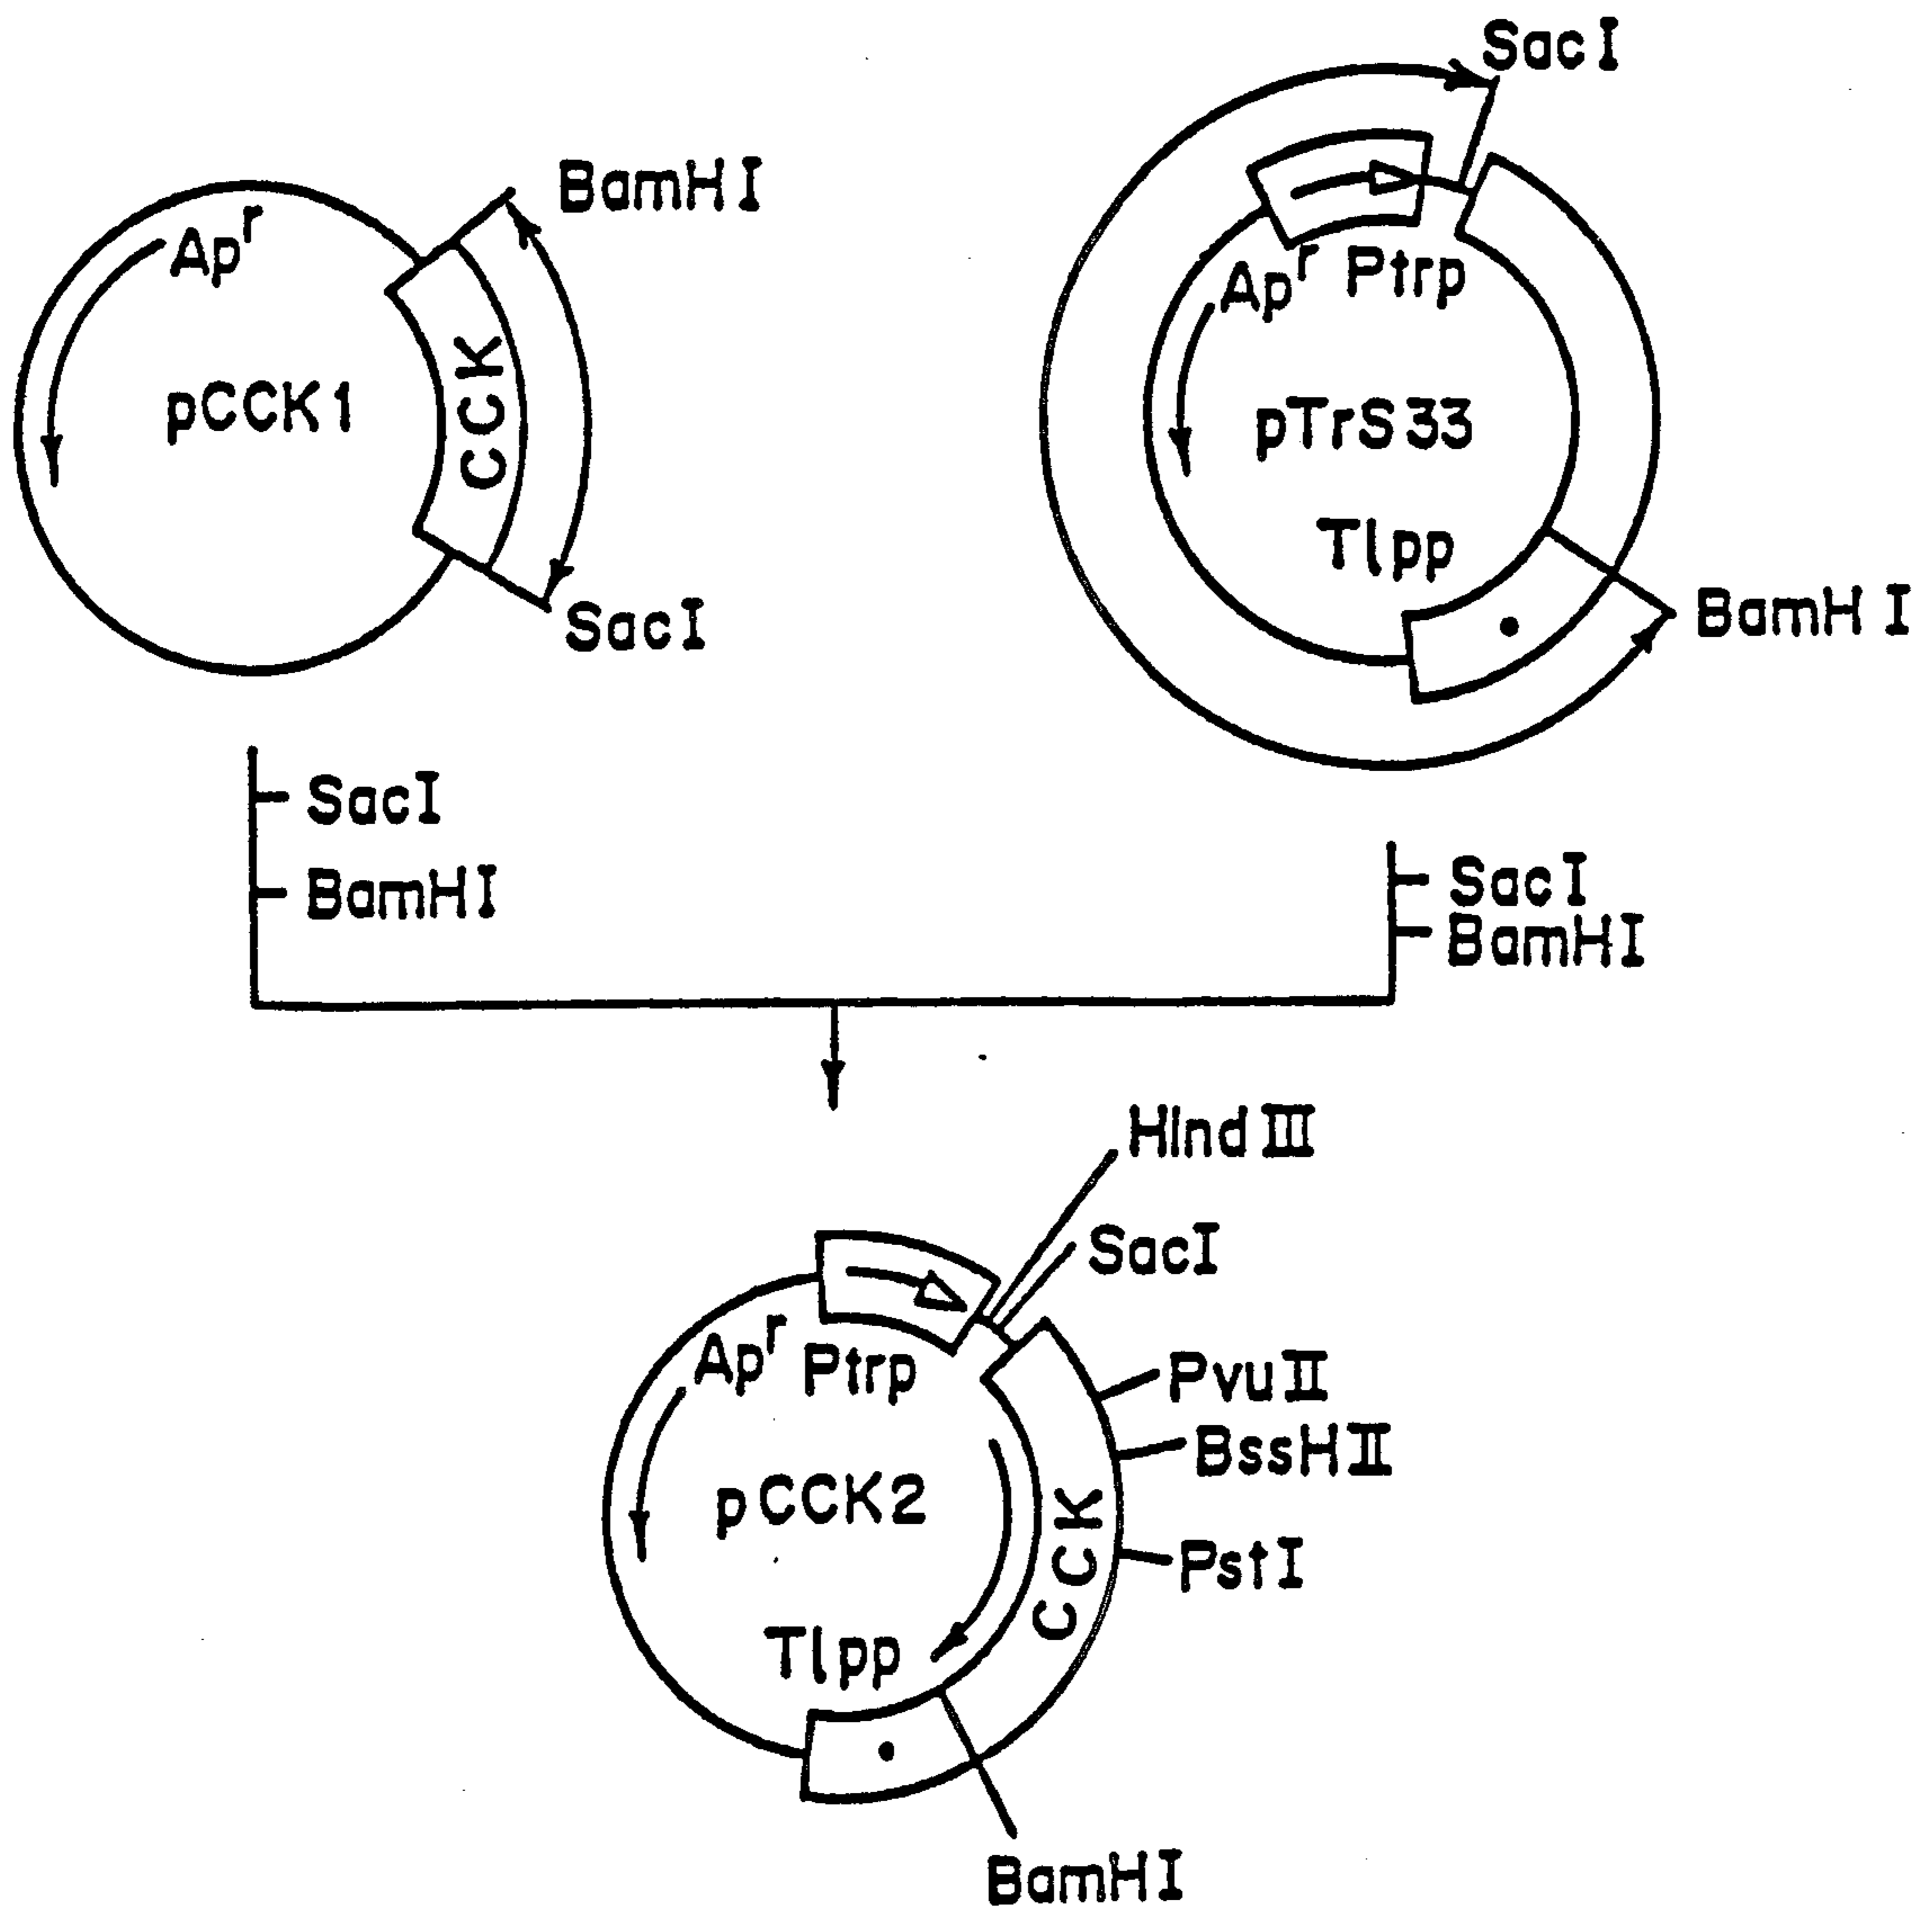 SacI
BamHI
Apr
CCK
pCCK1
SacI
Apr Ptrp
pTrS33
Tlpp
BamHI
SacI
BamHI
SacI
BamHI
HindIII
SacI
Apr Ptrp
PvuII
BssHII
pCCK2
CCK
PstI
Tlpp
BamHI